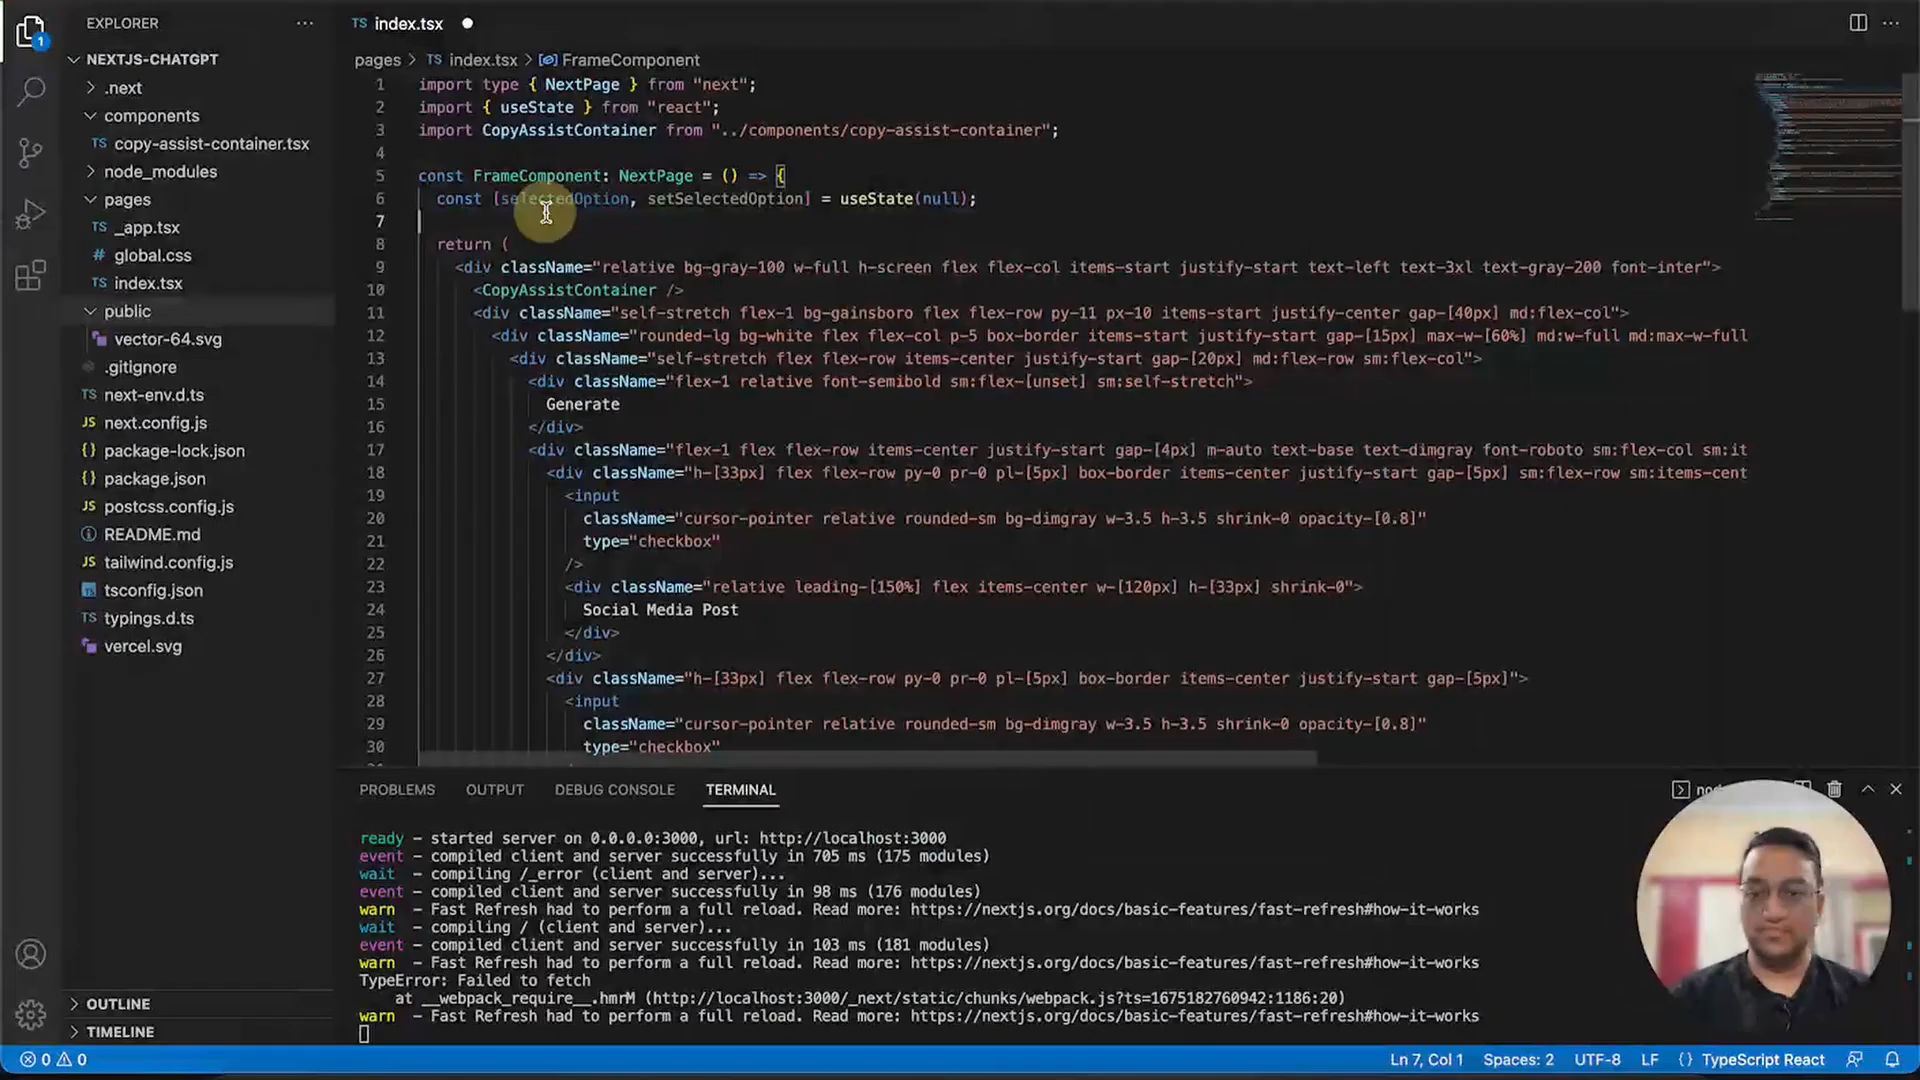 EXPLORER
index.tsx
1
NEXTJS-CHATGPT
.next
components
copy-assist-container.tsx
node_modules
pages
_app.tsx
global.css
index.tsx
public
vector-64.svg
.gitignore
TS next-env.d.ts
JS next.config.js
{} package-lock.json
{} package.json
JS postcss.config.js
README.md
JS tailwind.config.js
tsconfig.json
TS typings.d.ts
vercel.svg
OUTLINE
TIMELINE
pages > TS index.tsx > FrameComponent
1 import type { NextPage } from "next";
2 import { useState } from "react";
3 import CopyAssistContainer from "../components/copy-assist-container";
4
5 const FrameComponent: NextPage = () => {
6 const [selectedOption, setSelectedOption] = useState(null);
7
8 return (
9 <div className="relative bg-gray-100 w-full h-screen flex flex-col items-start justify-start text-left text-3xl text-gray-200 font-inter">
10 <CopyAssistContainer />
11 <div className="self-stretch flex-1 bg-gainsboro flex flex-row py-11 px-10 items-start justify-center gap-[40px] md:flex-col">
12 <div className="rounded-lg bg-white flex flex-col p-5 box-border items-start justify-start gap-[15px] max-w-[60%] md:w-full md:max-w-full
13 <div className="self-stretch flex flex-row items-center justify-start gap-[20px] md:flex-row sm:flex-col">
14 <div className="flex-1 relative font-semibold sm:flex-[unset] sm:self-stretch">
15 Generate
16 </div>
17 <div className="flex-1 flex flex-row items-center justify-start gap-[4px] m-auto text-base text-dimgray font-roboto sm:flex-col sm:it
18 <div className="h-[33px] flex flex-row py-0 pr-0 pl-[5px] box-border items-center justify-start gap-[5px] sm:flex-row sm:items-cent
19 <input
20 className="cursor-pointer relative rounded-sm bg-dimgray w-3.5 h-3.5 shrink-0 opacity-[0.8]"
21 type="checkbox"
22 />
23 <div className="relative leading-[150%] flex items-center w-[120px] h-[33px] shrink-0">
24 Social Media Post
25 </div>
26 </div>
27 <div className="h-[33px] flex flex-row py-0 pr-0 pl-[5px] box-border items-center justify-start gap-[5px]">
28 <input
29 className="cursor-pointer relative rounded-sm bg-dimgray w-3.5 h-3.5 shrink-0 opacity-[0.8]"
30 type="checkbox"
PROBLEMS OUTPUT DEBUG CONSOLE TERMINAL
ready - started server on 0.0.0.0:3000, url: http://localhost:3000
event - compiled client and server successfully in 705 ms (175 modules)
wait - compiling /_error (client and server)...
event - compiled client and server successfully in 98 ms (176 modules)
warn - Fast Refresh had to perform a full reload. Read more: https://nextjs.org/docs/basic-features/fast-refresh#how-it-works
wait - compiling / (client and server)...
event - compiled client and server successfully in 103 ms (181 modules)
warn - Fast Refresh had to perform a full reload. Read more: https://nextjs.org/docs/basic-features/fast-refresh#how-it-works
TypeError: Failed to fetch
at __webpack_require__.hmrM (http://localhost:3000/_next/static/chunks/webpack.js?ts=1675182760942:1186:20)
warn - Fast Refresh had to perform a full reload. Read more: https://nextjs.org/docs/basic-features/fast-refresh#how-it-works
0 0
Ln 7, Col 1 Spaces: 2 UTF-8 LF {} TypeScript React